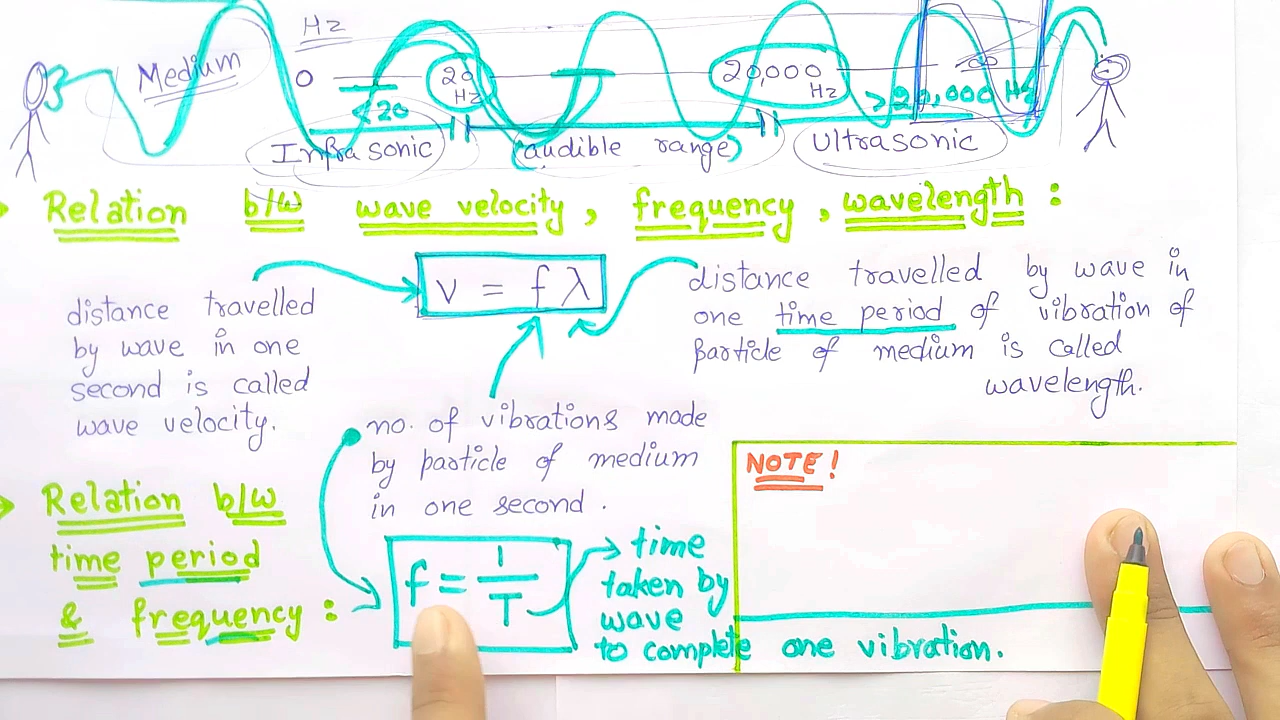 Hz
Medium
0
20
Hz
20,000
Hz
<20
>20,000 Hz
Infrasonic
(audible range)
Ultrasonic
Relation b/w wave velocity, frequency, wavelength:
v = f λ
distance travelled
by wave in one
second is called
wave velocity.
distance travelled by wave in
one time period of vibration of
particle of medium is called
wavelength.
no. of vibrations made
by particle of medium
in one second.
Relation b/w
time period
& frequency:
f = 1/T
time
taken by
wave
to complete one vibration.
NOTE!